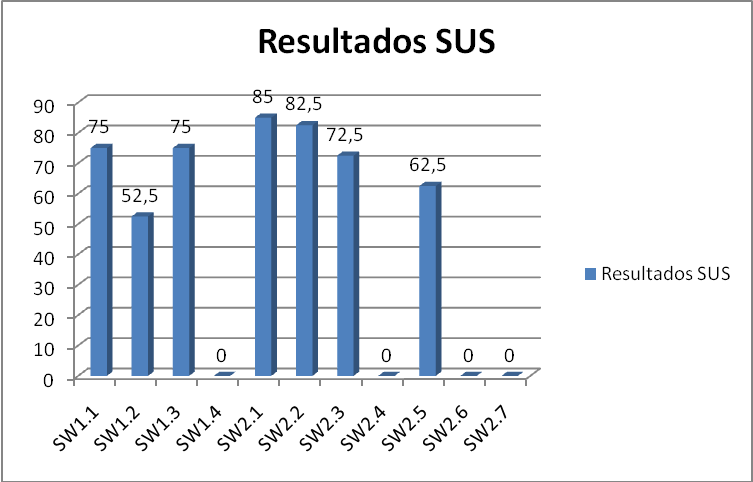 Resultados SUS
90
80
70
60
50
40
30
20
10
0
75
52,5
75
0
85
82,5
72,5
0
62,5
0
0
SW1.1
SW1.2
SW1.3
SW1.4
SW2.1
SW2.2
SW2.3
SW2.4
SW2.5
SW2.6
SW2.7
Resultados SUS